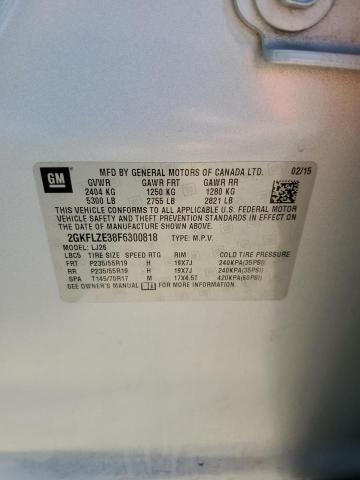 GM
MFD BY GENERAL MOTORS OF CANADA LTD. 02/15
GVWR GAWR FRT GAWR RR
2404 KG 1250 KG 1280 KG
5300 LB 2755 LB 2821 LB
THIS VEHICLE CONFORMS TO ALL APPLICABLE U.S. FEDERAL MOTOR
VEHICLE SAFETY AND THEFT PREVENTION STANDARDS IN EFFECT ON
THE DATE OF MANUFACTURE SHOWN ABOVE.
2GKFLZE38F6300818 TYPE: M.P.V.
MODEL: LJ26
LBC5 TIRE SIZE SPEED RTG RIM COLD TIRE PRESSURE
FRT P235/55R19 H 19X7J 240KPA(35PSI)
RR P235/55R19 H 19X7J 240KPA(35PSI)
SPA T145/70R17 M 17X4.5T 420KPA(60PSI)
SEE OWNER'S MANUAL FOR MORE INFORMATION.